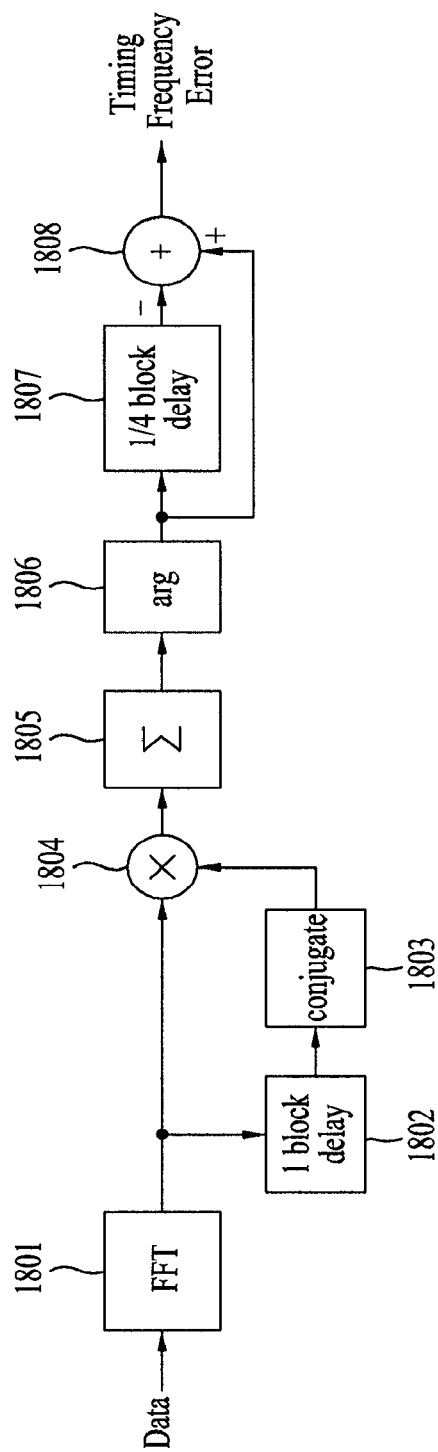 Data
1801
FFT
1 block
delay
1802
conjugate
1803
1804
×
1805
Σ
1806
arg
1807
1/4 block
delay
1808
−
+
+
Timing
Frequency
Error